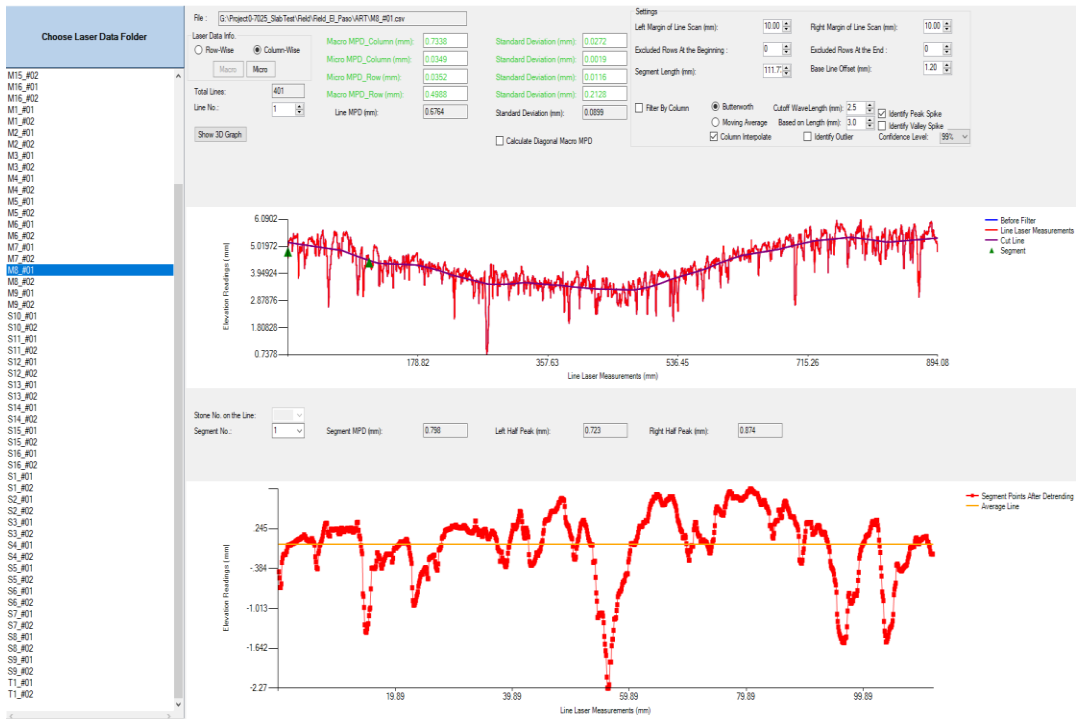 Choose Laser Data Folder
M15_#02
M16_#01
M16_#02
M1_#01
M1_#02
M2_#01
M2_#02
M3_#01
M3_#02
M4_#01
M4_#02
M5_#01
M5_#02
M6_#01
M6_#02
M7_#01
M7_#02
M8_#01
M8_#02
M9_#01
M9_#02
S10_#01
S10_#02
S11_#01
S11_#02
S12_#01
S12_#02
S13_#01
S13_#02
S14_#01
S14_#02
S15_#01
S15_#02
S16_#01
S16_#02
S1_#01
S1_#02
S2_#01
S2_#02
S3_#01
S3_#02
S4_#01
S4_#02
S5_#01
S5_#02
S6_#01
S6_#02
S7_#01
S7_#02
S8_#01
S8_#02
S9_#01
S9_#02
T1_#01
T1_#02
File : G:\Project\0-7025_SlabTest\Field\Field_El_Paso\ART\M8_#01.csv
Laser Data Info.
Row-Wise Column-Wise
Macro Micro
Total Lines: 401
Line No.: 1
Show 3D Graph
Macro MPD_Column (mm): 0.7338 Standard Deviation (mm): 0.0272
Micro MPD_Column (mm): 0.0349 Standard Deviation (mm): 0.0019
Micro MPD_Row (mm): 0.0352 Standard Deviation (mm): 0.0116
Macro MPD_Row (mm): 0.4988 Standard Deviation (mm): 0.2128
Line MPD (mm): 0.6764 Standard Deviation (mm): 0.0899
Calculate Diagonal Macro MPD
Settings
Left Margin of Line Scan (mm): 10.00 Right Margin of Line Scan (mm): 10.00
Excluded Rows At the Beginning : 0 Excluded Rows At the End : 0
Segment Length (mm): 111.7 Base Line Offset (mm): 1.20
Filter By Column Butterworth Cutoff WaveLength (mm): 2.5 Identify Peak Spike
Moving Average Based on Length (mm): 3.0 Identify Valley Spike
Column Interpolate Identify Outlier Confidence Level: 99%
6.0902
5.01972
3.94924
2.87876
1.80828
0.7378
Elevation Readings (mm)
178.82 357.63 536.45 715.26 894.08
Line Laser Measurements (mm)
Before Filter
Line Laser Measurements
Cut Line
Segment
Stone No. on the Line:
Segment No.: 1 Segment MPD (mm): 0.798 Left Half Peak (mm): 0.723 Right Half Peak (mm): 0.874
.245
-.384
-1.013
-1.642
-2.27
Elevation Readings (mm)
19.89 39.89 59.89 79.89 99.89
Line Laser Measurements (mm)
Segment Points After Detrending
Average Line